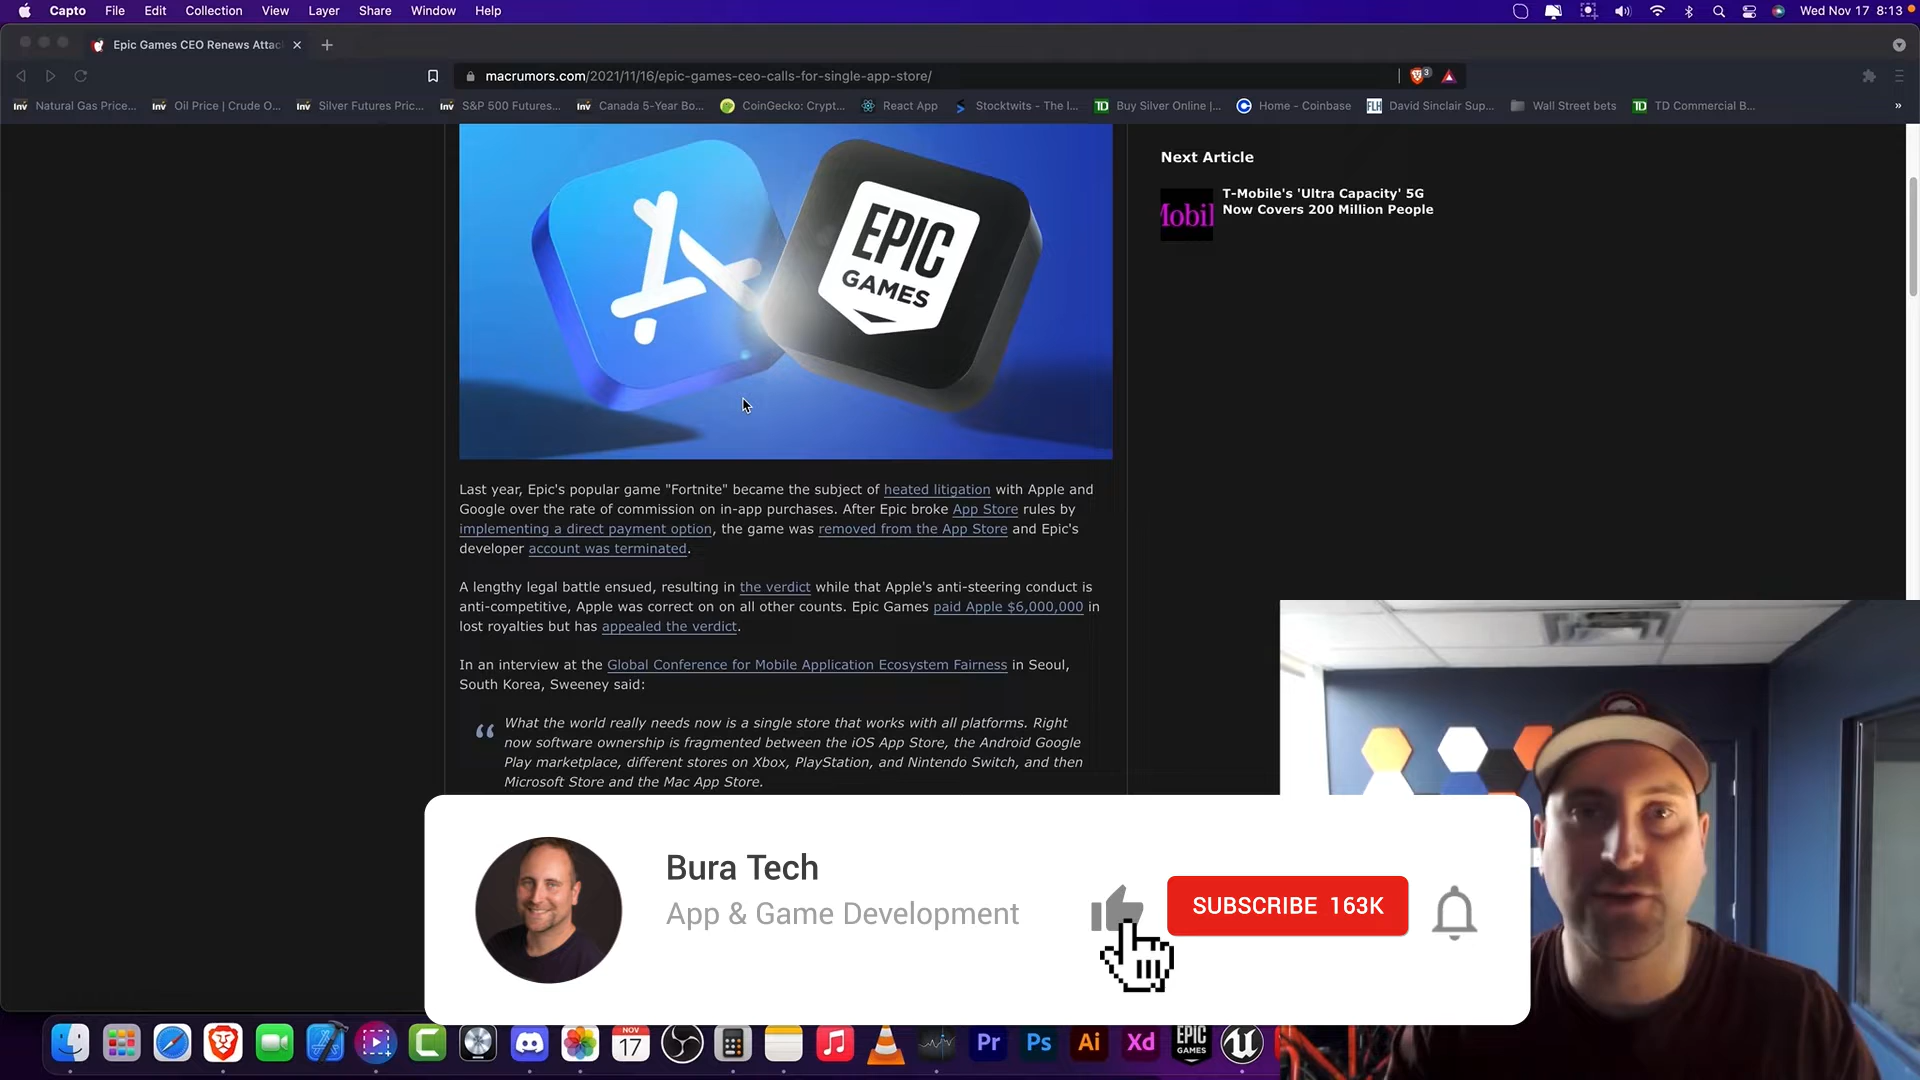 Capto File Edit Collection View Layer Share Window Help
Wed Nov 17 8:13
Epic Games CEO Renews Attac
macrumors.com/2021/11/16/epic-games-ceo-calls-for-single-app-store/
3
Inv Natural Gas Price... Inv Oil Price | Crude O... Inv Silver Futures Pric... Inv S&P 500 Futures... Inv Canada 5-Year Bo... CoinGecko: Crypt... React App Stocktwits - The I... TD Buy Silver Online |... Home - Coinbase FLH David Sinclair Sup... Wall Street bets TD TD Commercial B... »
EPIC
GAMES
Next Article
Mobil
T-Mobile's 'Ultra Capacity' 5G
Now Covers 200 Million People
Last year, Epic's popular game "Fortnite" became the subject of heated litigation with Apple and
Google over the rate of commission on in-app purchases. After Epic broke App Store rules by
implementing a direct payment option, the game was removed from the App Store and Epic's
developer account was terminated.
A lengthy legal battle ensued, resulting in the verdict while that Apple's anti-steering conduct is
anti-competitive, Apple was correct on on all other counts. Epic Games paid Apple $6,000,000 in
lost royalties but has appealed the verdict.
In an interview at the Global Conference for Mobile Application Ecosystem Fairness in Seoul,
South Korea, Sweeney said:
“ What the world really needs now is a single store that works with all platforms. Right
now software ownership is fragmented between the iOS App Store, the Android Google
Play marketplace, different stores on Xbox, PlayStation, and Nintendo Switch, and then
Microsoft Store and the Mac App Store.
Bura Tech
App & Game Development
SUBSCRIBE 163K
NOV
17
Pr Ps Ai Xd
EPIC
GAMES